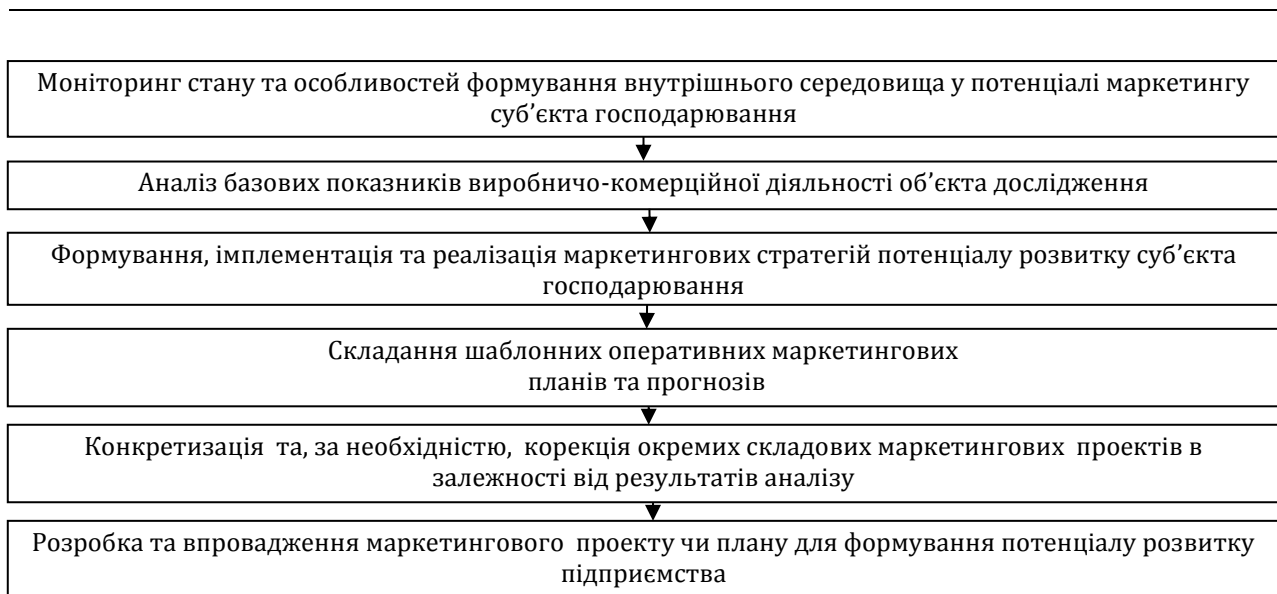 Моніторинг стану та особливостей формування внутрішнього середовища у потенціалі маркетингу
суб’єкта господарювання
Аналіз базових показників виробничо-комерційної діяльності об’єкта дослідження
Формування, імплементація та реалізація маркетингових стратегій потенціалу розвитку суб’єкта
господарювання
Складання шаблонних оперативних маркетингових
планів та прогнозів
Конкретизація та, за необхідністю, корекція окремих складових маркетингових проектів в
залежності від результатів аналізу
Розробка та впровадження маркетингового проекту чи плану для формування потенціалу розвитку
підприємства